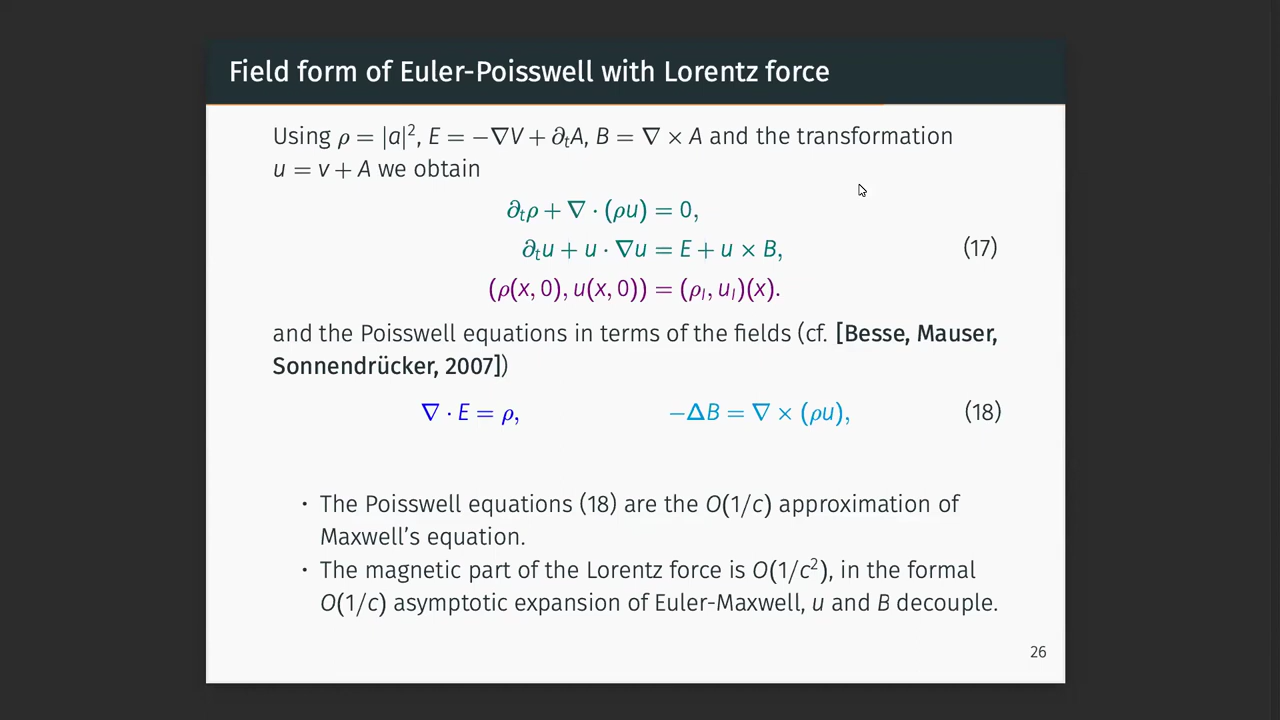 Field form of Euler-Poisswell with Lorentz force
Using ρ = |a|², E = −∇V + ∂ₜA, B = ∇ × A and the transformation
u = v + A we obtain
∂ₜρ + ∇ · (ρu) = 0,
∂ₜu + u · ∇u = E + u × B, (17)
(ρ(x, 0), u(x, 0)) = (ρ_I, u_I)(x).
and the Poisswell equations in terms of the fields (cf. [Besse, Mauser,
Sonnendrücker, 2007])
∇ · E = ρ, −ΔB = ∇ × (ρu), (18)
· The Poisswell equations (18) are the O(1/c) approximation of
Maxwell's equation.
· The magnetic part of the Lorentz force is O(1/c²), in the formal
O(1/c) asymptotic expansion of Euler-Maxwell, u and B decouple.
26